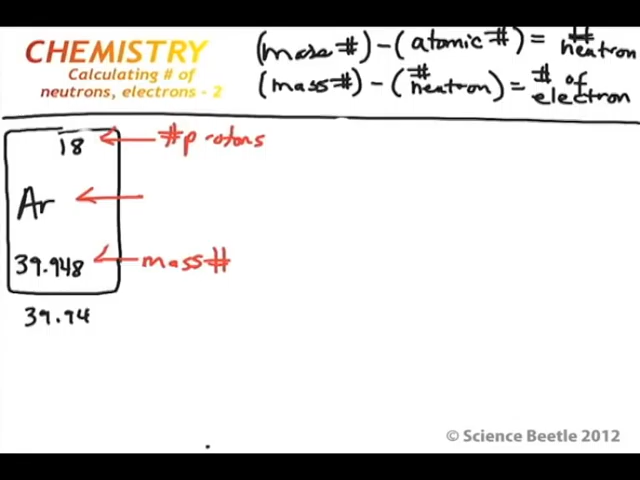 CHEMISTRY
Calculating # of
neutrons, electrons - 2
(mass #) - (atomic #) = # neutron
(mass #) - (# neutron) = # of electron
18 ← # protons
Ar ←
39.948 ← mass #
39.94
© Science Beetle 2012